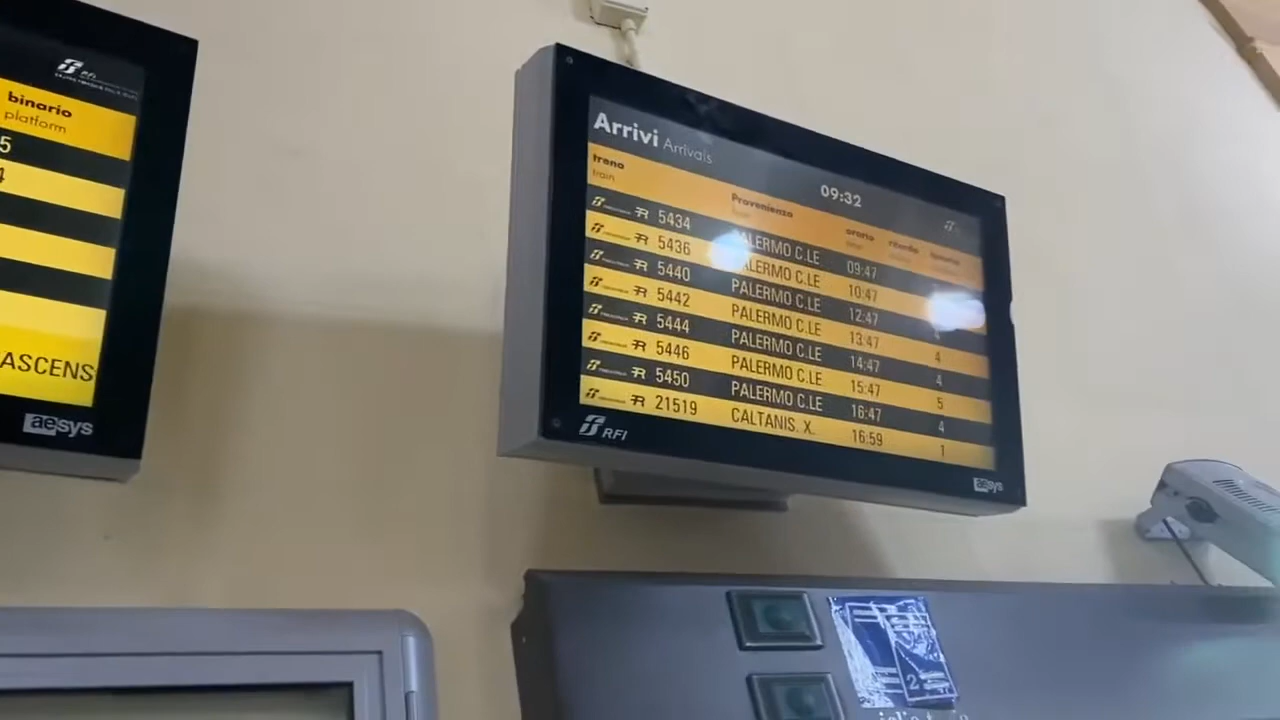 RFI
binario
platform
5
4
ASCENS
aesys
Arrivi Arrivals
09:32
treno Provenienza orario ritardo
train
R 5434 PALERMO C.LE 09:47
R 5436 PALERMO C.LE 10:47
R 5440 PALERMO C.LE 12:47
R 5442 PALERMO C.LE 13:47 4
R 5444 PALERMO C.LE 14:47 4
R 5446 PALERMO C.LE 15:47 5
R 5450 PALERMO C.LE 16:47 4
R 21519 CALTANIS. X. 16:59 1
RFI
aesys
2